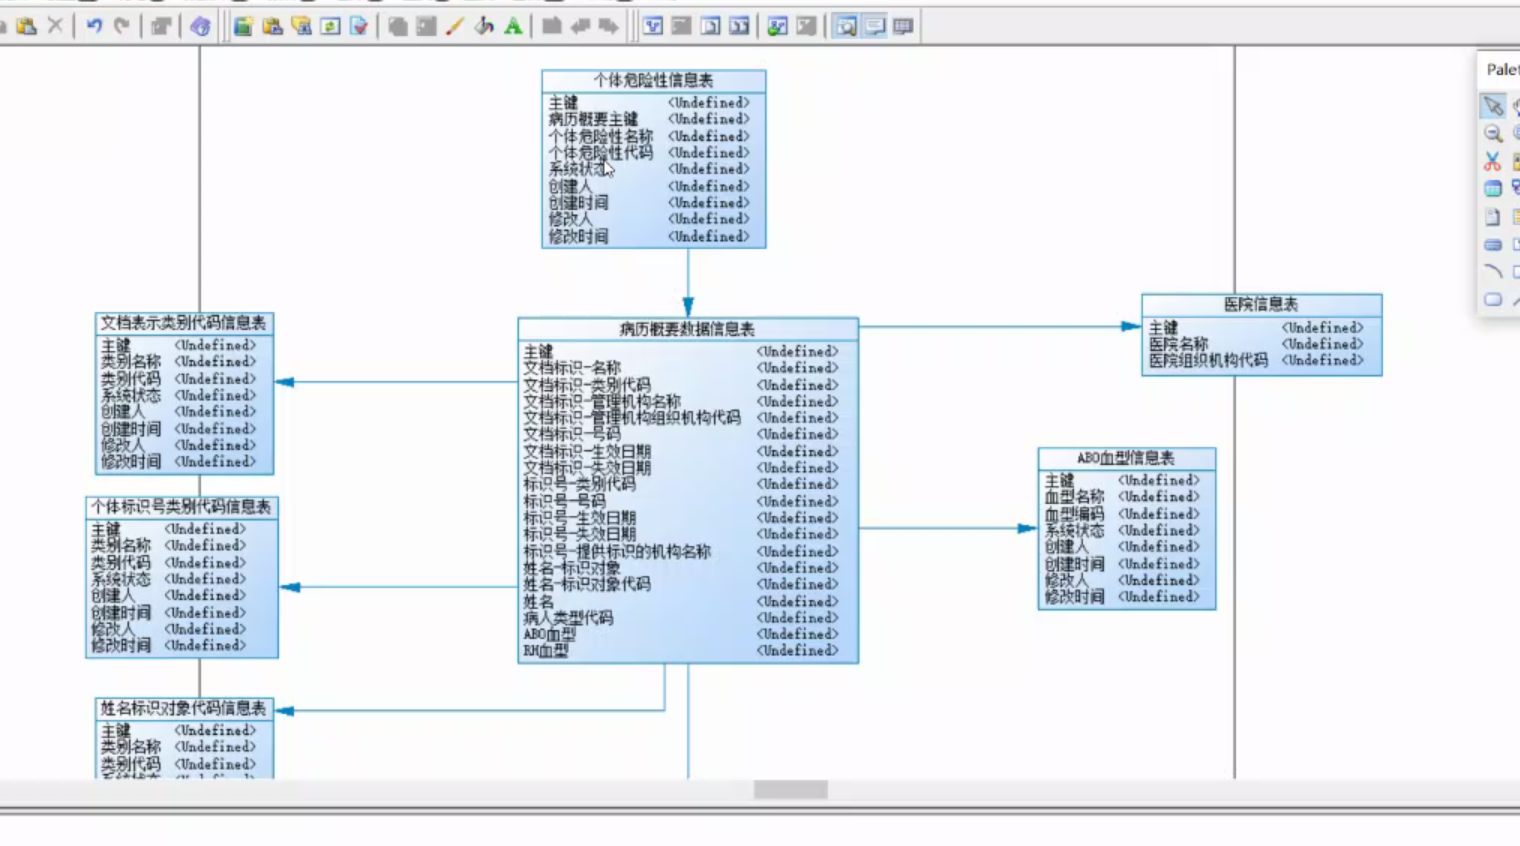 Palet
个体危险性信息表
主键 <Undefined>
病历概要主键 <Undefined>
个体危险性名称 <Undefined>
个体危险性代码 <Undefined>
系统状态 <Undefined>
创建人 <Undefined>
创建时间 <Undefined>
修改人 <Undefined>
修改时间 <Undefined>
文档表示类别代码信息表
主键 <Undefined>
类别名称 <Undefined>
类别代码 <Undefined>
系统状态 <Undefined>
创建人 <Undefined>
创建时间 <Undefined>
修改人 <Undefined>
修改时间 <Undefined>
病历概要数据信息表
主键 <Undefined>
文档标识-名称 <Undefined>
文档标识-类别代码 <Undefined>
文档标识-管理机构名称 <Undefined>
文档标识-管理机构组织机构代码 <Undefined>
文档标识-号码 <Undefined>
文档标识-生效日期 <Undefined>
文档标识-失效日期 <Undefined>
标识号-类别代码 <Undefined>
标识号-号码 <Undefined>
标识号-生效日期 <Undefined>
标识号-失效日期 <Undefined>
标识号-提供标识的机构名称 <Undefined>
姓名-标识对象 <Undefined>
姓名-标识对象代码 <Undefined>
姓名 <Undefined>
病人类型代码 <Undefined>
ABO血型 <Undefined>
RH血型 <Undefined>
医院信息表
主键 <Undefined>
医院名称 <Undefined>
医院组织机构代码 <Undefined>
ABO血型信息表
主键 <Undefined>
血型名称 <Undefined>
血型编码 <Undefined>
系统状态 <Undefined>
创建人 <Undefined>
创建时间 <Undefined>
修改人 <Undefined>
修改时间 <Undefined>
个体标识号类别代码信息表
主键 <Undefined>
类别名称 <Undefined>
类别代码 <Undefined>
系统状态 <Undefined>
创建人 <Undefined>
创建时间 <Undefined>
修改人 <Undefined>
修改时间 <Undefined>
姓名标识对象代码信息表
主键 <Undefined>
类别名称 <Undefined>
类别代码 <Undefined>